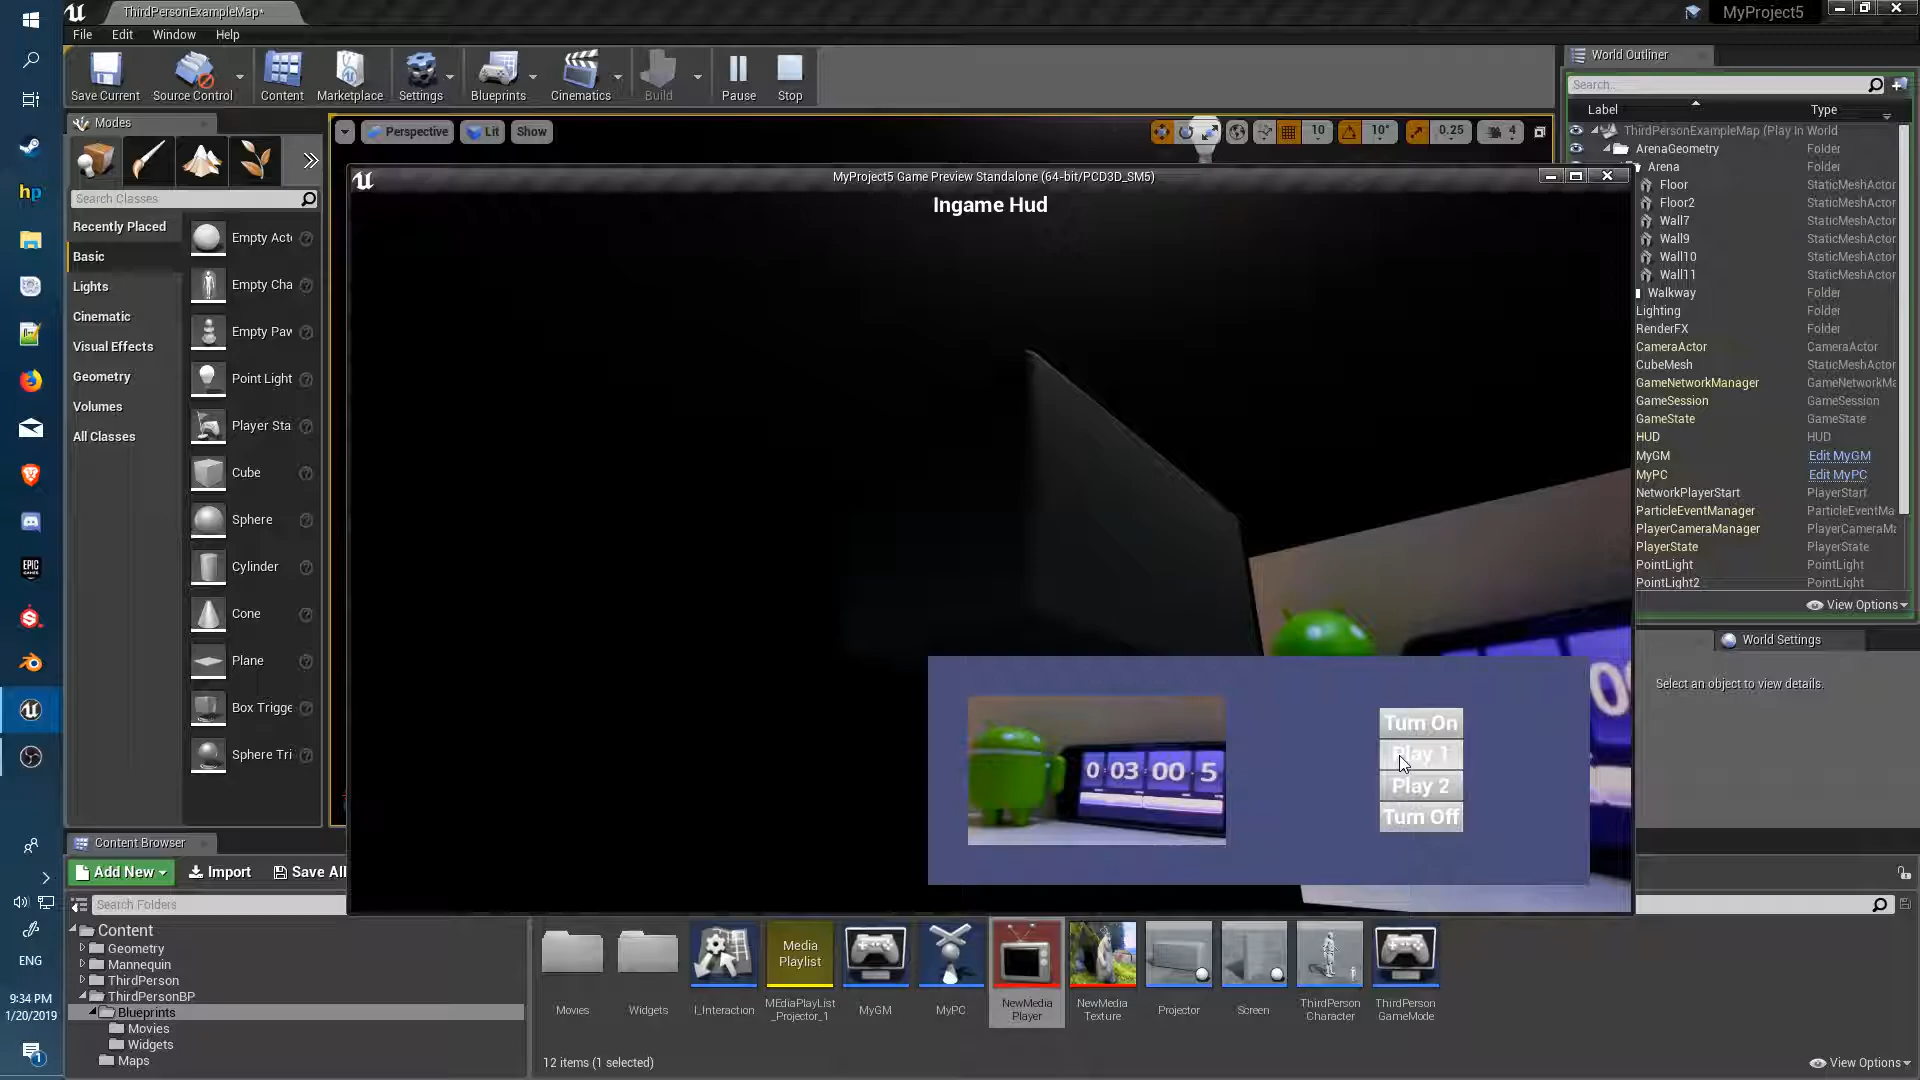 ThirdPersonExampleMap*
MyProject5
File Edit Window Help
Save Current Source Control Content Marketplace Settings Blueprints Cinematics Build Pause Stop
Modes
Search Classes
Recently Placed
Basic
Lights
Cinematic
Visual Effects
Geometry
Volumes
All Classes
Empty Acto
Empty Cha
Empty Paw
Point Light
Player Sta
Cube
Sphere
Cylinder
Cone
Plane
Box Trigge
Sphere Tri
Perspective Lit Show
10 10° 0.25 4
MyProject5 Game Preview Standalone (64-bit/PCD3D_SM5)
Ingame Hud
0 03 00 5
Turn On
Play 1
Play 2
Turn Off
World Outliner
Search...
Label Type
ThirdPersonExampleMap (Play In World
ArenaGeometry Folder
Arena Folder
Floor StaticMeshActor
Floor2 StaticMeshActor
Wall7 StaticMeshActor
Wall9 StaticMeshActor
Wall10 StaticMeshActor
Wall11 StaticMeshActor
Walkway Folder
Lighting Folder
RenderFX Folder
CameraActor CameraActor
CubeMesh StaticMeshActor
GameNetworkManager GameNetworkMa
GameSession GameSession
GameState GameState
HUD HUD
MyGM Edit MyGM
MyPC Edit MyPC
NetworkPlayerStart PlayerStart
ParticleEventManager ParticleEventMa
PlayerCameraManager PlayerCameraMa
PlayerState PlayerState
PointLight PointLight
PointLight2 PointLight
View Options
World Settings
Select an object to view details.
Content Browser
Add New Import Save All
Search Folders
Content
Geometry
Mannequin
ThirdPerson
ThirdPersonBP
Blueprints
Movies
Widgets
Maps
Media
Playlist
Movies
Widgets
I_Interaction
MEdiaPlayList
_Projector_1
MyGM
MyPC
NewMedia
Player
NewMedia
Texture
Projector
Screen
ThirdPerson
Character
ThirdPerson
GameMode
12 items (1 selected)
View Options
hp
EPIC
GAMES
ENG
9:34 PM
1/20/2019
1